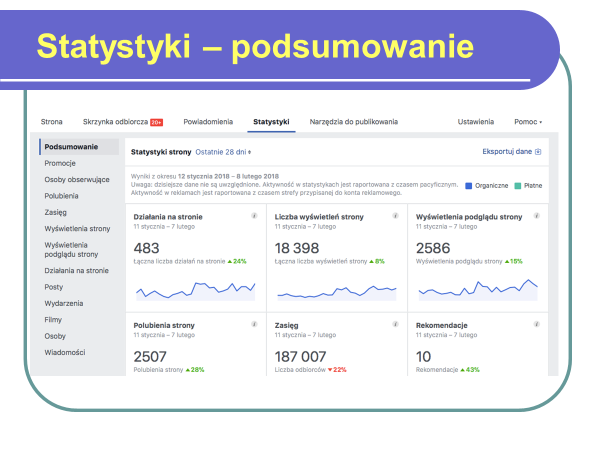 Statystyki – podsumowanie
Strona Skrzynka odbiorcza 20+ Powiadomienia Statystyki Narzędzia do publikowania Ustawienia Pomoc
Podsumowanie
Promocje
Osoby obserwujące
Polubienia
Zasięg
Wyświetlenia strony
Wyświetlenia
podglądu strony
Działania na stronie
Posty
Wydarzenia
Filmy
Osoby
Wiadomości
Statystyki strony Ostatnie 28 dni Eksportuj dane
Wyniki z okresu 12 stycznia 2018 – 8 lutego 2018
Uwaga: dzisiejsze dane nie są uwzględnione. Aktywność w statystykach jest raportowana z czasem pacyficznym.
Aktywność w reklamach jest raportowana z czasem strefy przypisanej do konta reklamowego.
Organiczne Płatne
Działania na stronie i
11 stycznia – 7 lutego
483
Łączna liczba działań na stronie ▲24%
Liczba wyświetleń strony i
11 stycznia – 7 lutego
18 398
Łączna liczba wyświetleń strony ▲8%
Wyświetlenia podglądu strony i
11 stycznia – 7 lutego
2586
Wyświetlenia podglądu strony ▲15%
Polubienia strony i
11 stycznia – 7 lutego
2507
Polubienia strony ▲28%
Zasięg i
11 stycznia – 7 lutego
187 007
Liczba odbiorców ▼22%
Rekomendacje i
11 stycznia – 7 lutego
10
Rekomendacje ▲43%